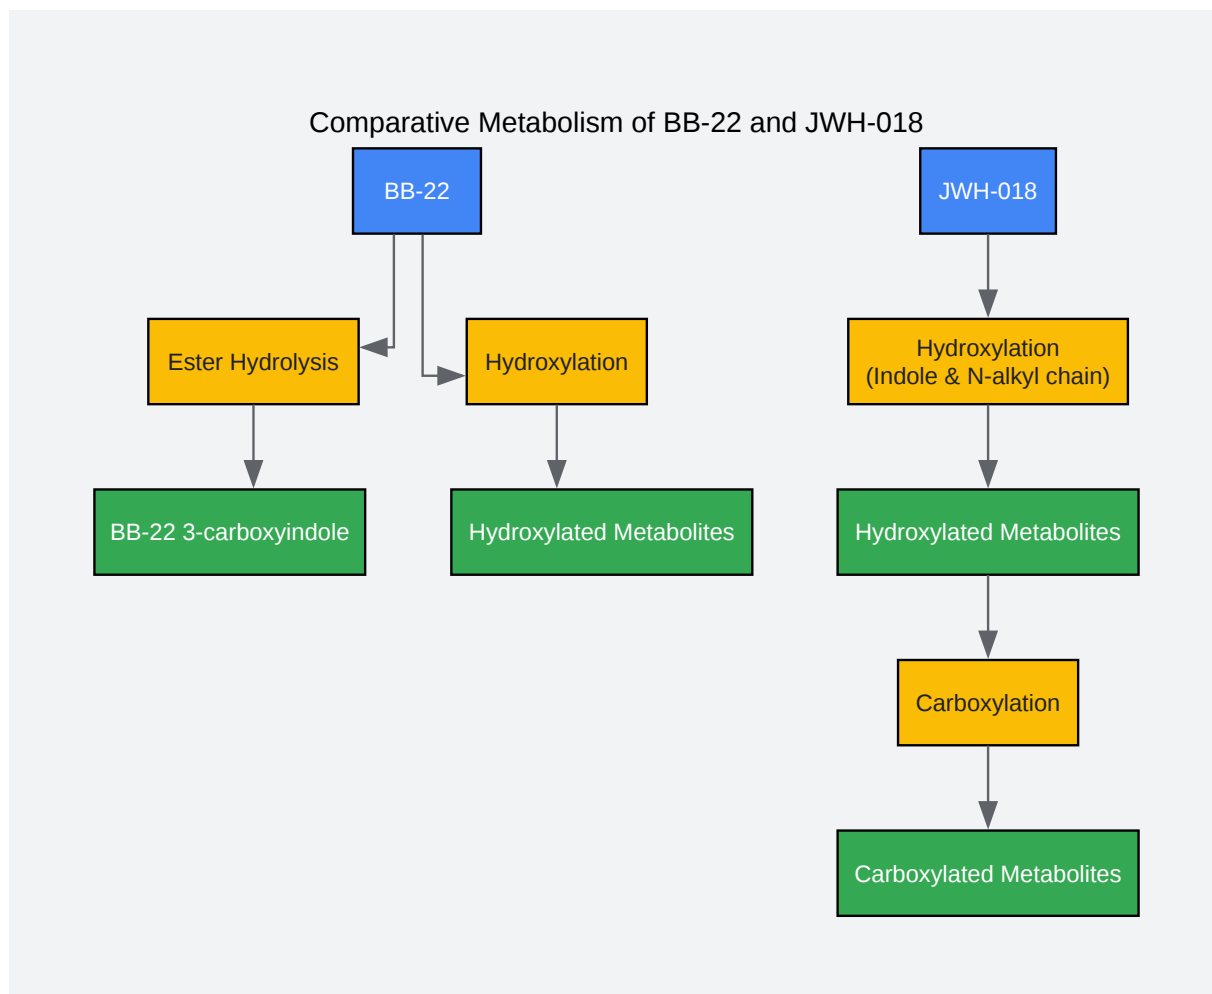 Comparative Metabolism of BB-22 and JWH-018
BB-22
JWH-018
Ester Hydrolysis
Hydroxylation
Hydroxylation
(Indole & N-alkyl chain)
BB-22 3-carboxyindole
Hydroxylated Metabolites
Hydroxylated Metabolites
Carboxylation
Carboxylated Metabolites